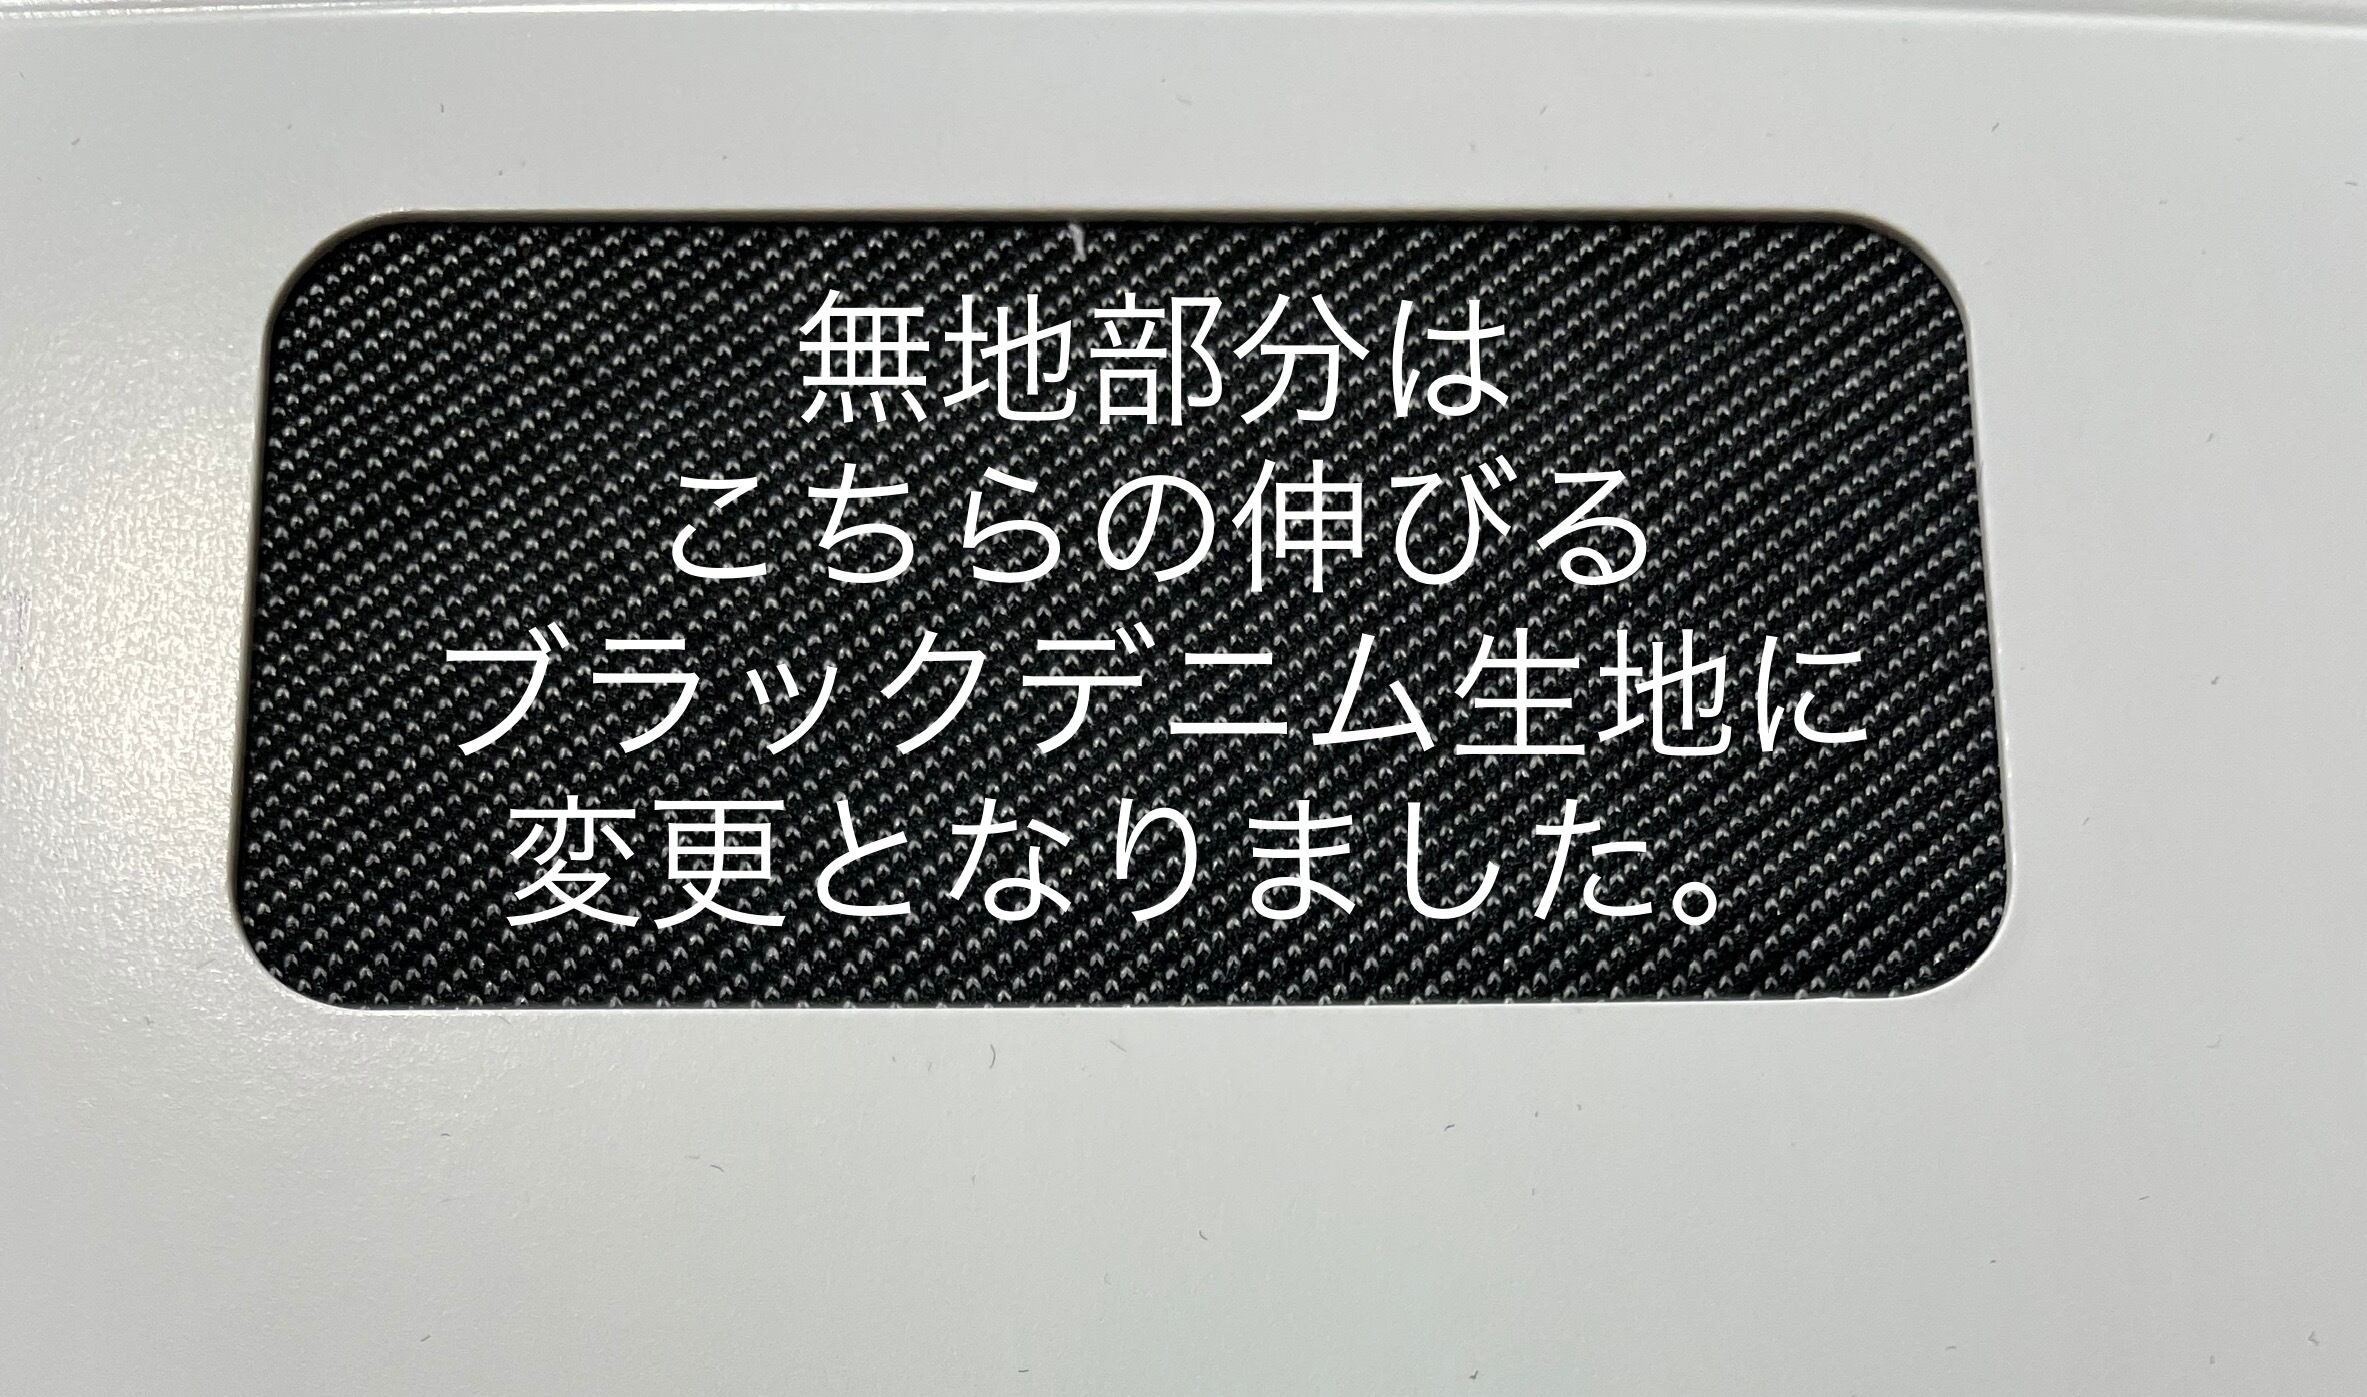 無地部分は
こちらの伸びる
ブラックデニム生地に
変更となりました。